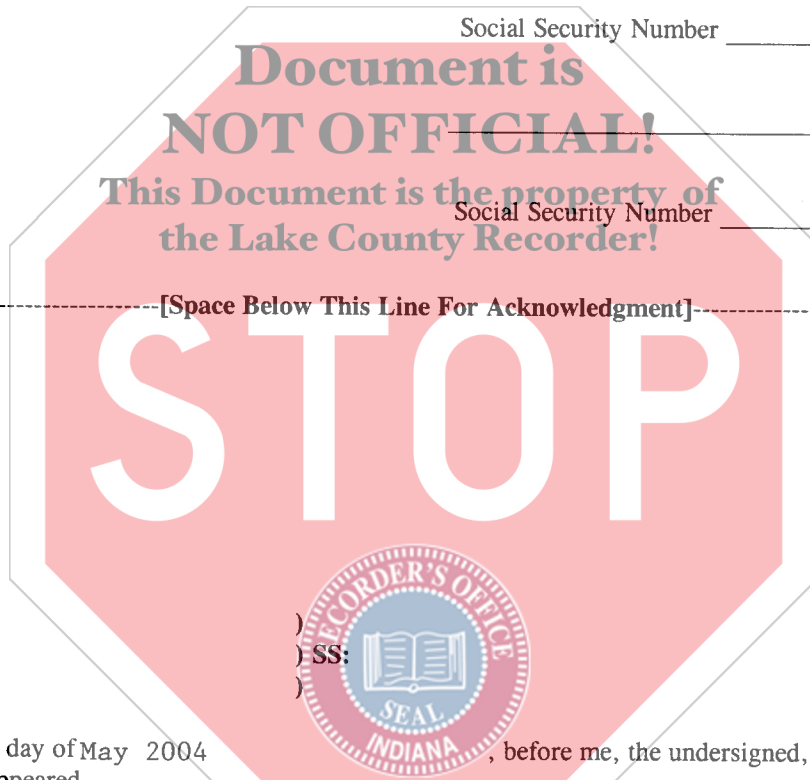 Social Security Number
Document is
NOT OFFICIAL!
This Document is the property of
Social Security Number
the Lake County Recorder!
[Space Below This Line For Acknowledgment]
STOP
RECORDER'S OFFICE
)
) SS:
)
SEAL
INDIANA
day of May 2004 , before me, the undersigned,